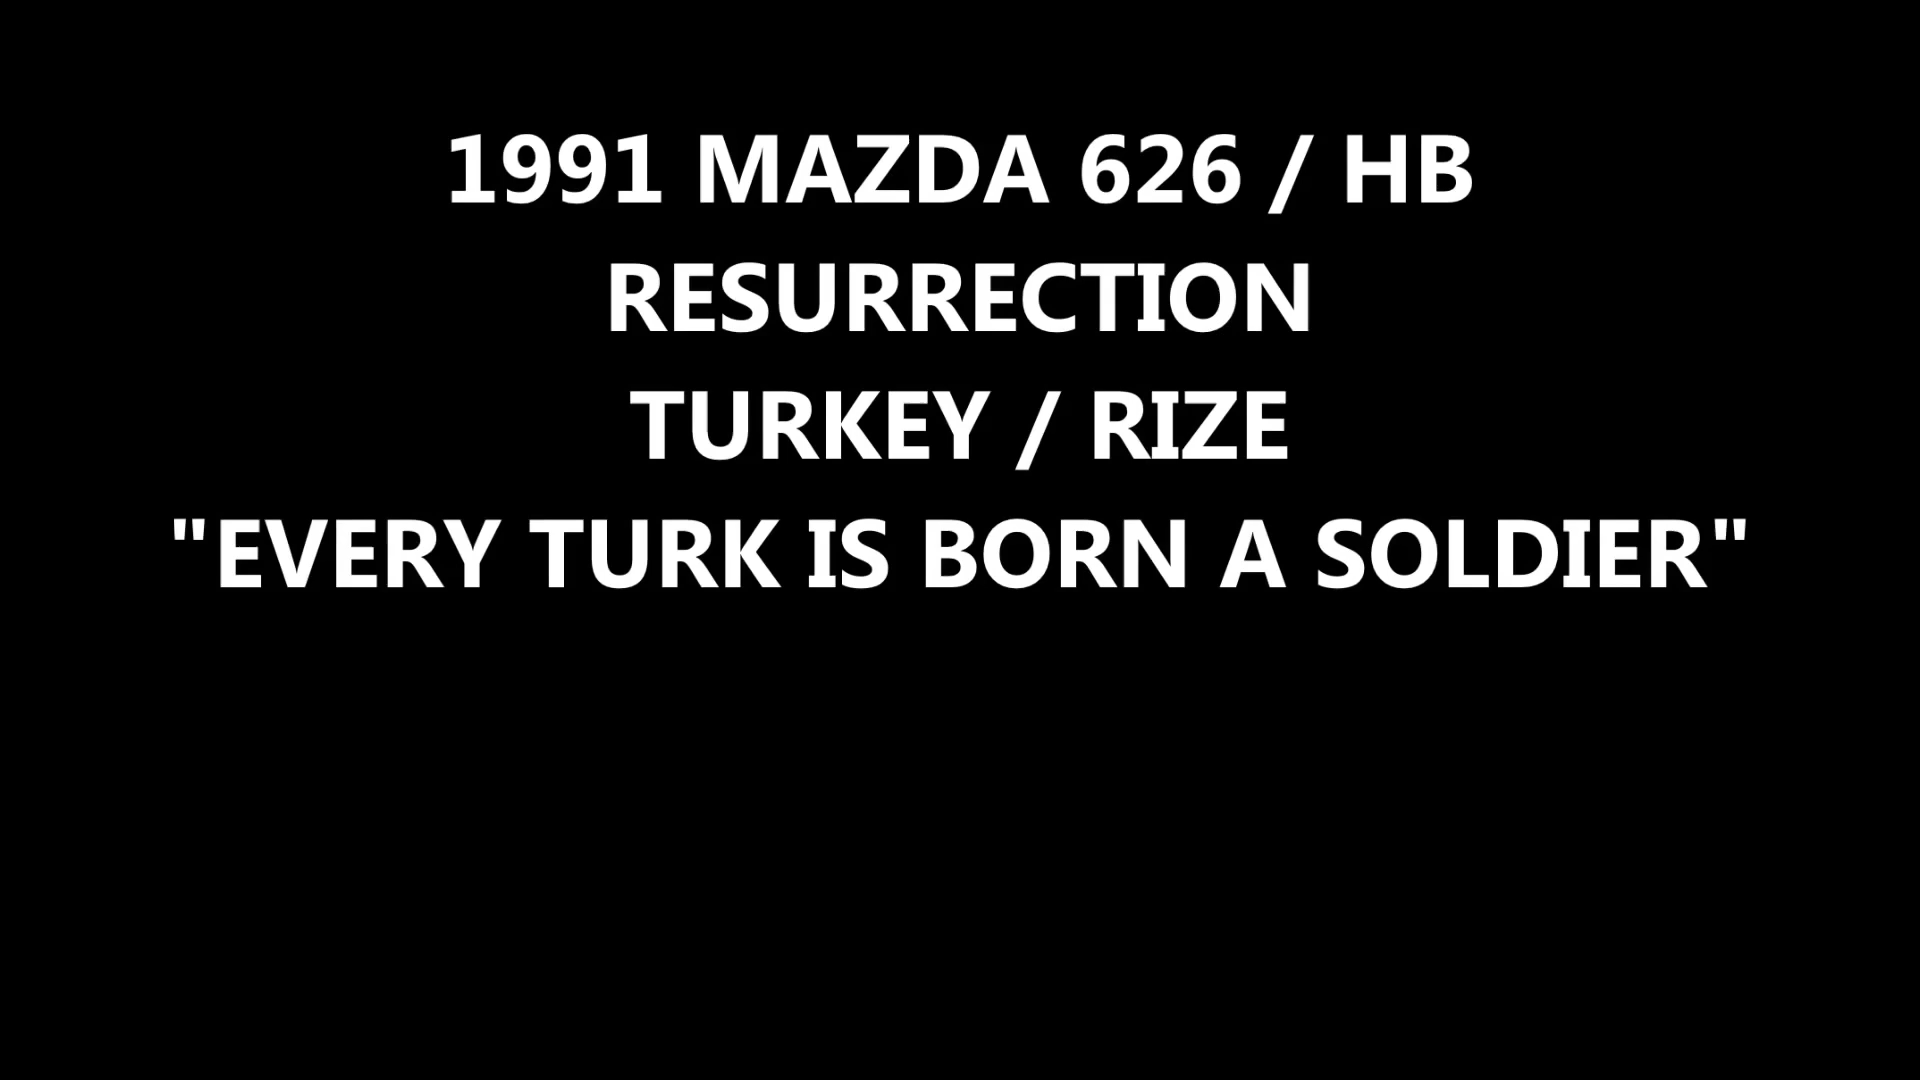 1991 MAZDA 626 / HB
RESURRECTION
TURKEY / RIZE
"EVERY TURK IS BORN A SOLDIER"